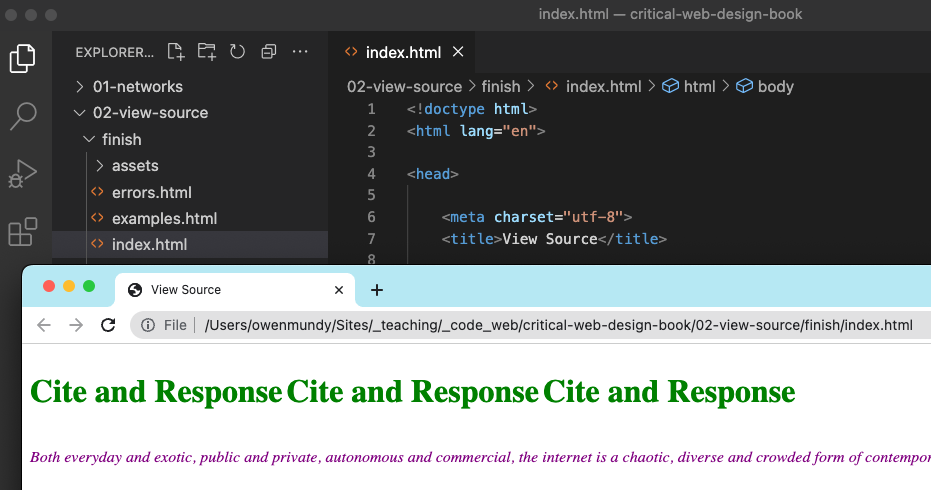 index.html — critical-web-design-book
EXPLORER... index.html
01-networks
02-view-source
finish
assets
errors.html
examples.html
index.html
02-view-source > finish > index.html > html > body
1 <!doctype html>
2 <html lang="en">
3
4 <head>
5
6 <meta charset="utf-8">
7 <title>View Source</title>
8
View Source
File /Users/owenmundy/Sites/_teaching/_code_web/critical-web-design-book/02-view-source/finish/index.html
Cite and Response Cite and Response Cite and Response
Both everyday and exotic, public and private, autonomous and commercial, the internet is a chaotic, diverse and crowded form of contempor